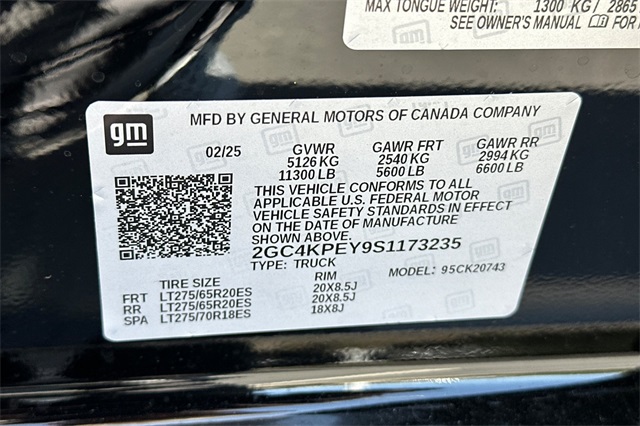 MAX TONGUE WEIGHT: 1300 KG / 2865
SEE OWNER'S MANUAL FOR
gm
MFD BY GENERAL MOTORS OF CANADA COMPANY
02/25 GVWR GAWR FRT GAWR RR
5126 KG 2540 KG 2994 KG
11300 LB 5600 LB 6600 LB
THIS VEHICLE CONFORMS TO ALL
APPLICABLE U.S. FEDERAL MOTOR
VEHICLE SAFETY STANDARDS IN EFFECT
ON THE DATE OF MANUFACTURE
SHOWN ABOVE.
2GC4KPEY9S1173235
TYPE: TRUCK MODEL: 95CK20743
TIRE SIZE RIM
FRT LT275/65R20ES 20X8.5J
RR LT275/65R20ES 20X8.5J
SPA LT275/70R18ES 18X8J